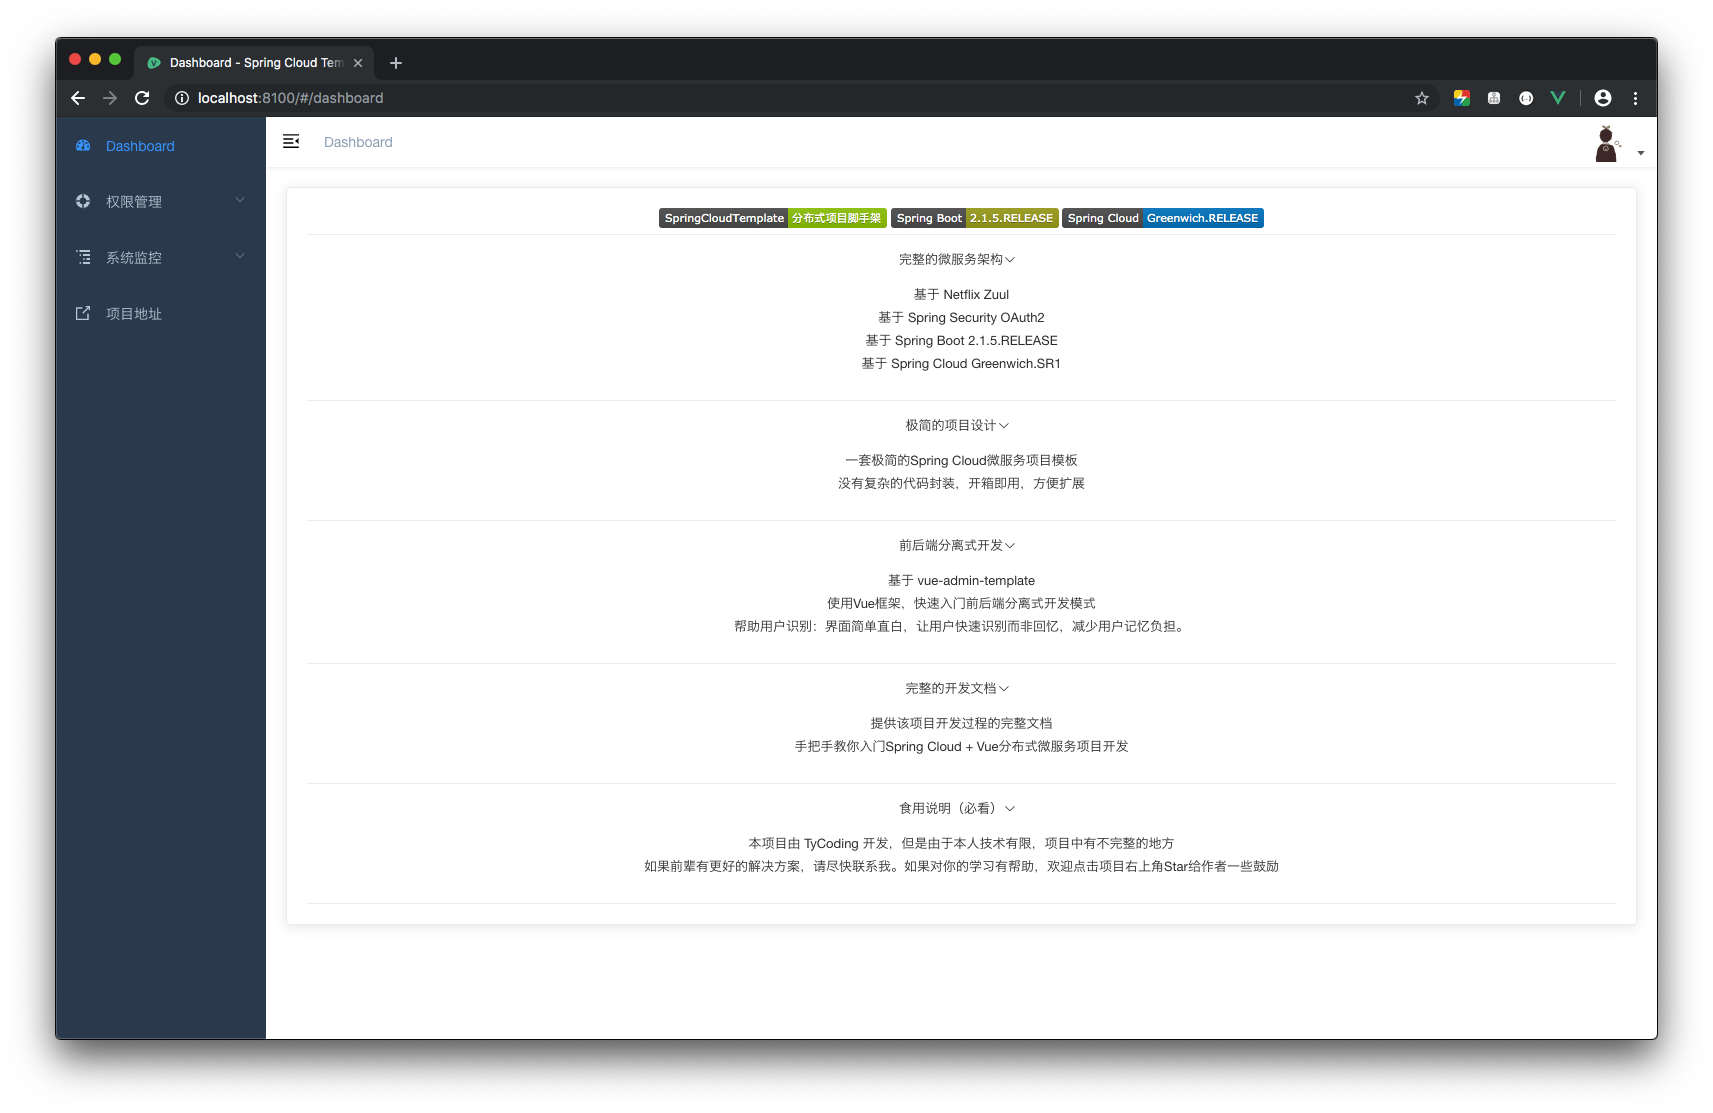 Dashboard - Spring Cloud Tem
localhost:8100/#/dashboard
Dashboard
权限管理
系统监控
项目地址
Dashboard
SpringCloudTemplate 分布式项目脚手架 Spring Boot 2.1.5.RELEASE Spring Cloud Greenwich.RELEASE
完整的微服务架构
基于 Netflix Zuul
基于 Spring Security OAuth2
基于 Spring Boot 2.1.5.RELEASE
基于 Spring Cloud Greenwich.SR1
极简的项目设计
一套极简的Spring Cloud微服务项目模板
没有复杂的代码封装，开箱即用，方便扩展
前后端分离式开发
基于 vue-admin-template
使用Vue框架，快速入门前后端分离式开发模式
帮助用户识别：界面简单直白，让用户快速识别而非回忆，减少用户记忆负担。
完整的开发文档
提供该项目开发过程的完整文档
手把手教你入门Spring Cloud + Vue分布式微服务项目开发
食用说明（必看）
本项目由 TyCoding 开发，但是由于本人技术有限，项目中有不完整的地方
如果前辈有更好的解决方案，请尽快联系我。如果对你的学习有帮助，欢迎点击项目右上角Star给作者一些鼓励